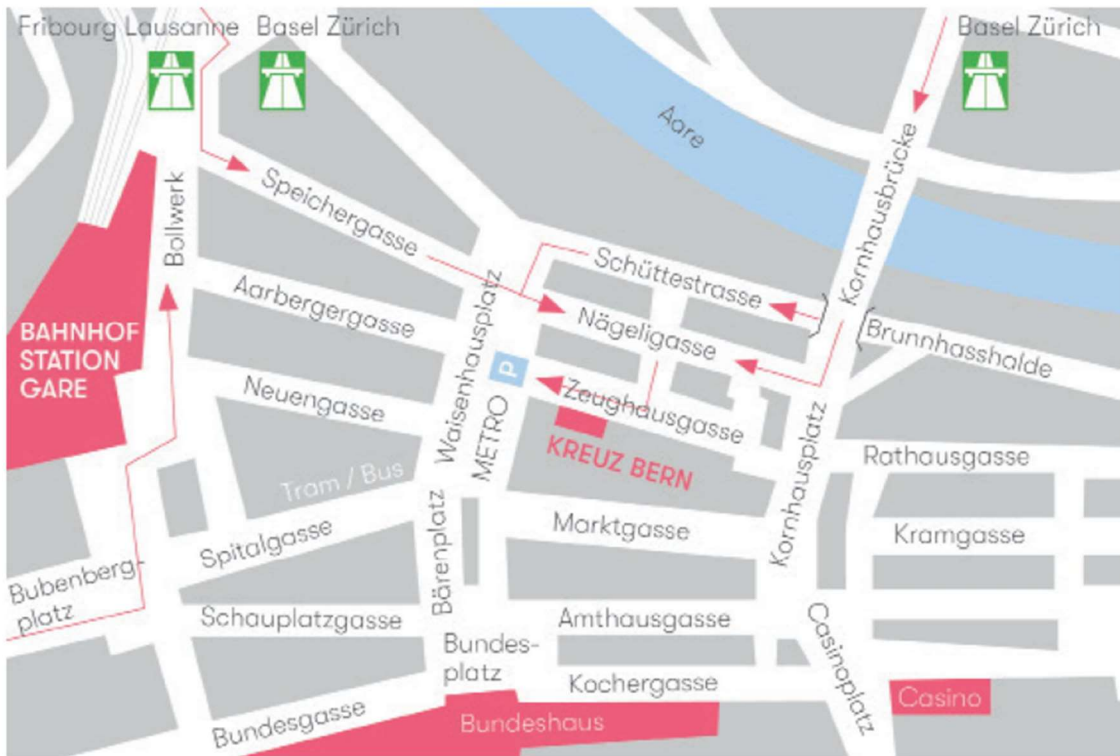 Fribourg Lausanne
Basel Zürich
Basel Zürich
Aare
Kornhausbrücke
Speichergasse
Bollwerk
Schüttestrasse
Aarbergergasse
Waisenhausplatz
Nägeligasse
Brunnhasshalde
BAHNHOF
STATION
GARE
P
Neuengasse
METRO
Zeughausgasse
KREUZ BERN
Kornhausplatz
Rathausgasse
Tram / Bus
Spitalgasse
Marktgasse
Kramgasse
Bubenberg-
platz
Bärenplatz
Schauplatzgasse
Amthausgasse
Casinoplatz
Bundes-
platz
Kochergasse
Casino
Bundesgasse
Bundeshaus